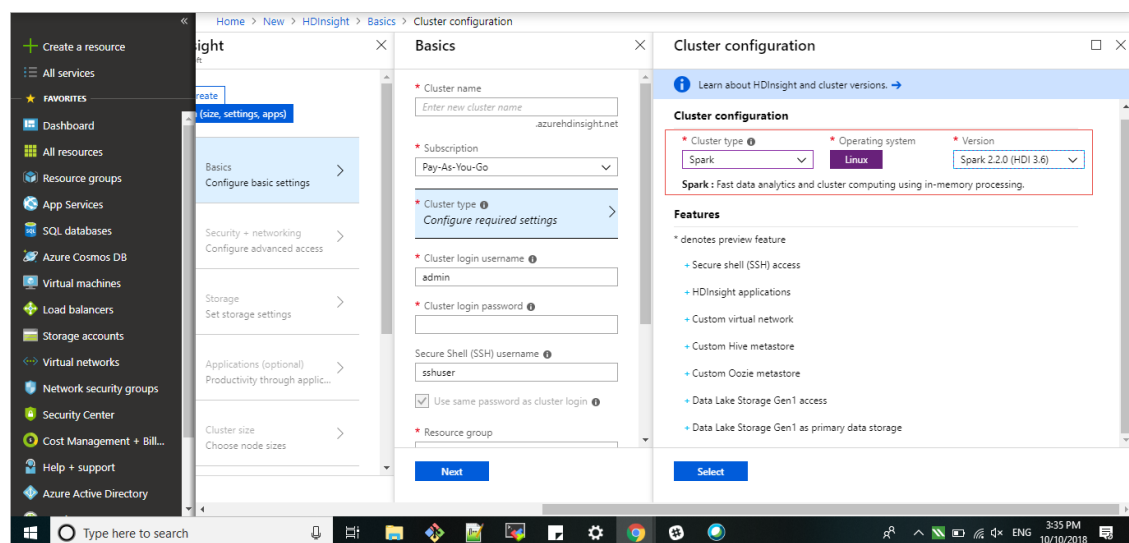 « Home > New > HDInsight > Basics > Cluster configuration
Create a resource
All services
FAVORITES
Dashboard
All resources
Resource groups
App Services
SQL databases
Azure Cosmos DB
Virtual machines
Load balancers
Storage accounts
Virtual networks
Network security groups
Security Center
Cost Management + Bill...
Help + support
Azure Active Directory
sight
ft
reate
(size, settings, apps)
Basics
Configure basic settings
Security + networking
Configure advanced access
Storage
Set storage settings
Applications (optional)
Productivity through applic...
Cluster size
Choose node sizes
Basics
* Cluster name
Enter new cluster name
.azurehdinsight.net
* Subscription
Pay-As-You-Go
* Cluster type
Configure required settings
* Cluster login username
admin
* Cluster login password
Secure Shell (SSH) username
sshuser
Use same password as cluster login
* Resource group
Next
Cluster configuration
Learn about HDInsight and cluster versions. →
Cluster configuration
* Cluster type * Operating system * Version
Spark Linux Spark 2.2.0 (HDI 3.6)
Spark : Fast data analytics and cluster computing using in-memory processing.
Features
* denotes preview feature
+ Secure shell (SSH) access
+ HDInsight applications
+ Custom virtual network
+ Custom Hive metastore
+ Custom Oozie metastore
+ Data Lake Storage Gen1 access
+ Data Lake Storage Gen1 as primary data storage
Select
Type here to search
ENG
3:35 PM
10/10/2018